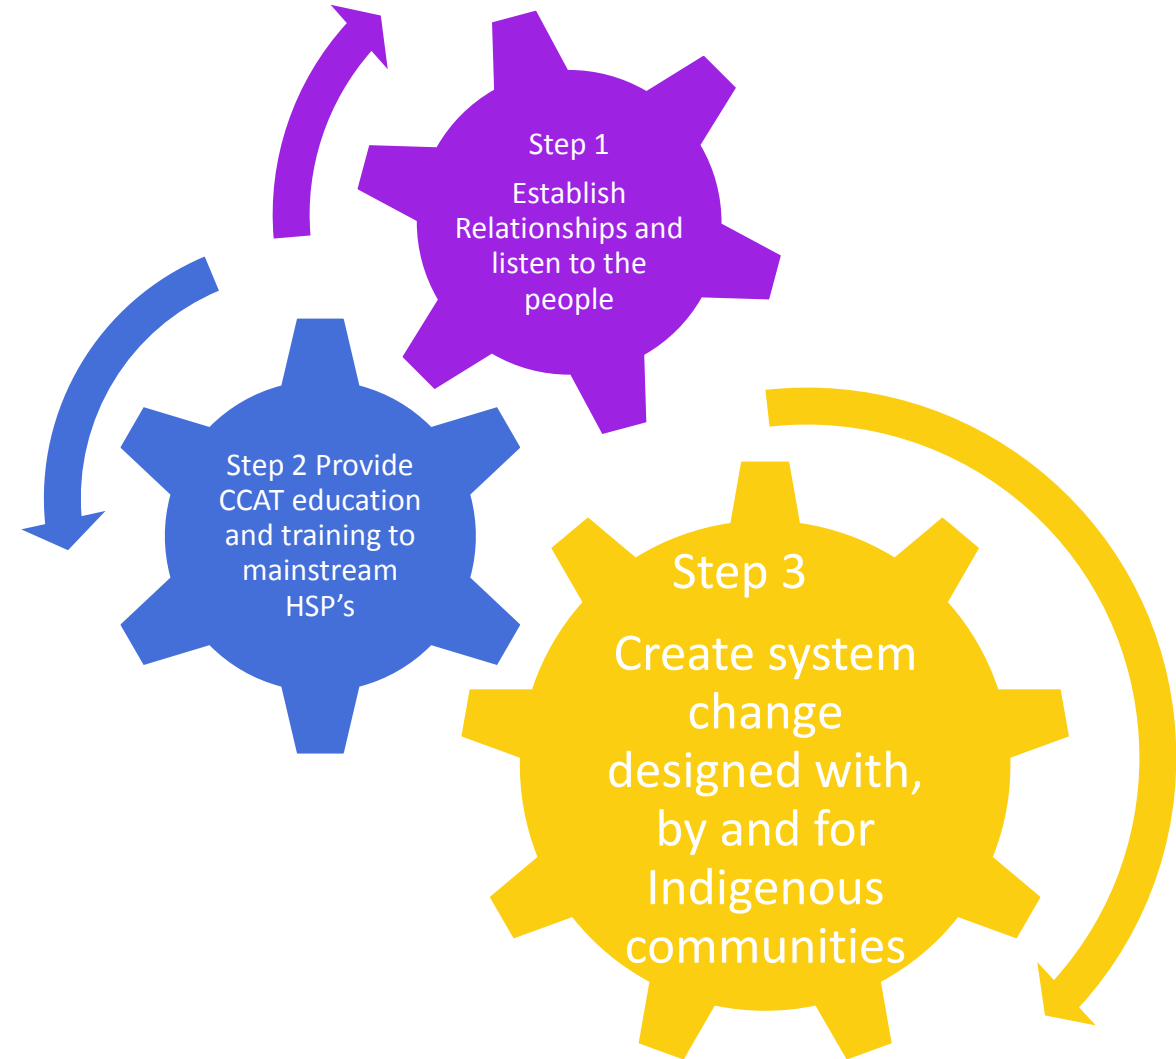 Step 1
Establish
Relationships and
listen to the
people
Step 2 Provide
CCAT education
and training to
mainstream
HSP’s
Step 3
Create system
change
designed with,
by and for
Indigenous
communities